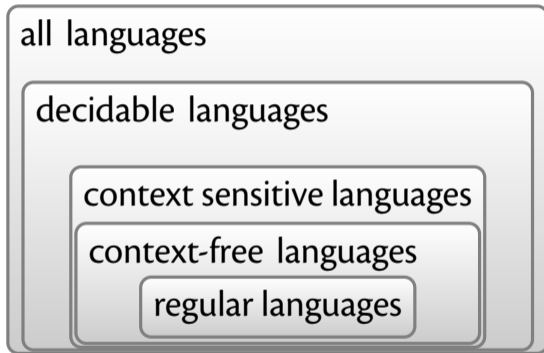 all languages
decidable languages
context sensitive languages
context-free languages
regular languages